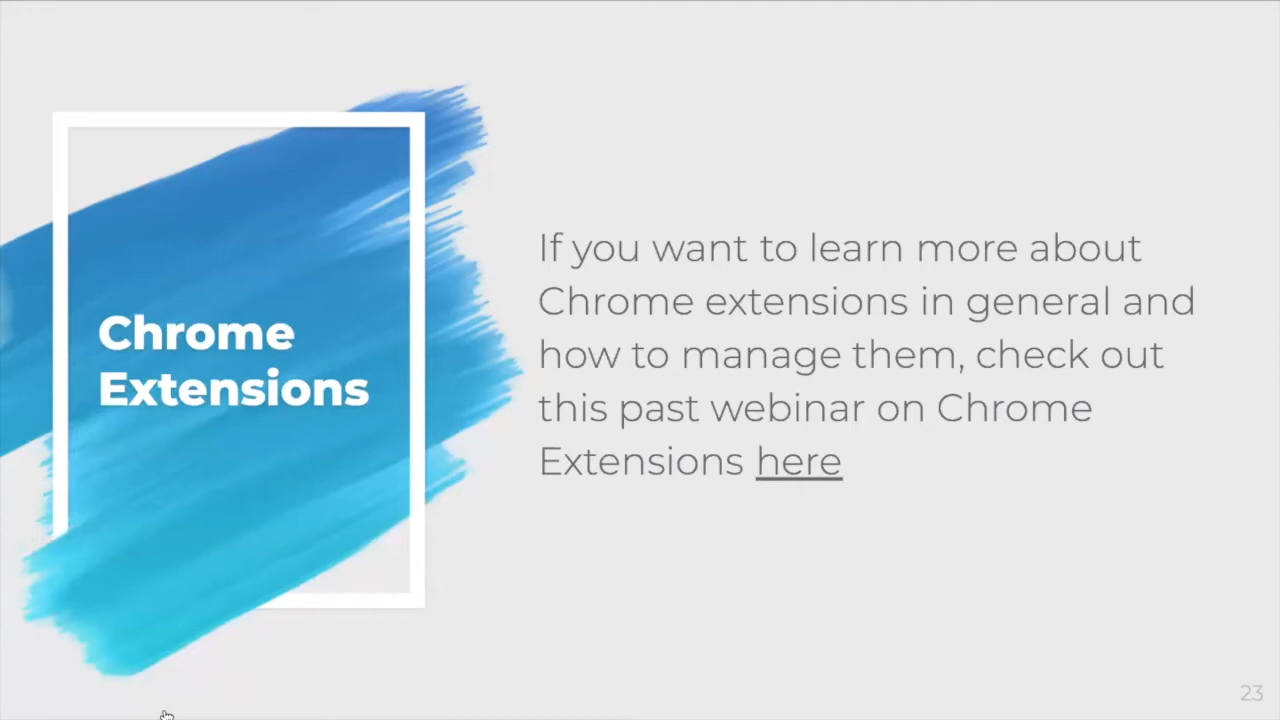 Chrome
Extensions
If you want to learn more about
Chrome extensions in general and
how to manage them, check out
this past webinar on Chrome
Extensions here
23